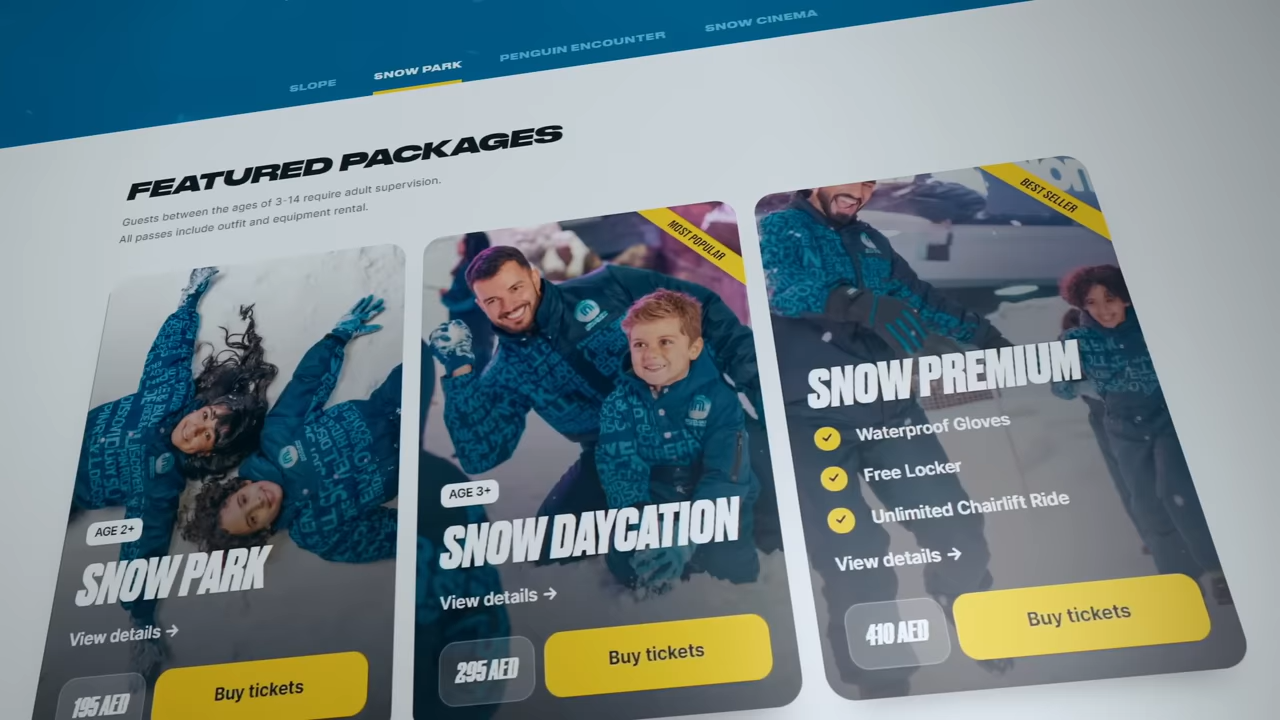 SLOPE
SNOW PARK
PENGUIN ENCOUNTER
SNOW CINEMA
FEATURED PACKAGES
Guests between the ages of 3-14 require adult supervision.
All passes include outfit and equipment rental.
AGE 2+
SNOW PARK
View details →
195 AED
Buy tickets
MOST POPULAR
AGE 3+
SNOW DAYCATION
View details →
295 AED
Buy tickets
BEST SELLER
SNOW PREMIUM
Waterproof Gloves
Free Locker
Unlimited Chairlift Ride
View details →
410 AED
Buy tickets